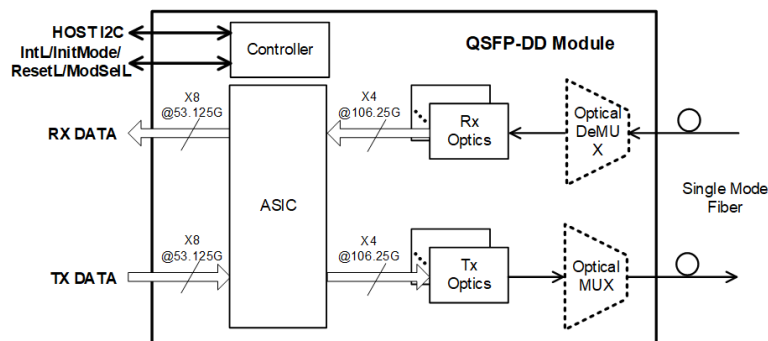 HOST I2C
IntL/InitMode/
ResetL/ModSelL
Controller
QSFP-DD Module
X8
@53.125G
X4
@106.25G
RX DATA
Rx
Optics
Optical
DeMU
X
ASIC
Single Mode
Fiber
X8
@53.125G
X4
@106.25G
TX DATA
Tx
Optics
Optical
MUX